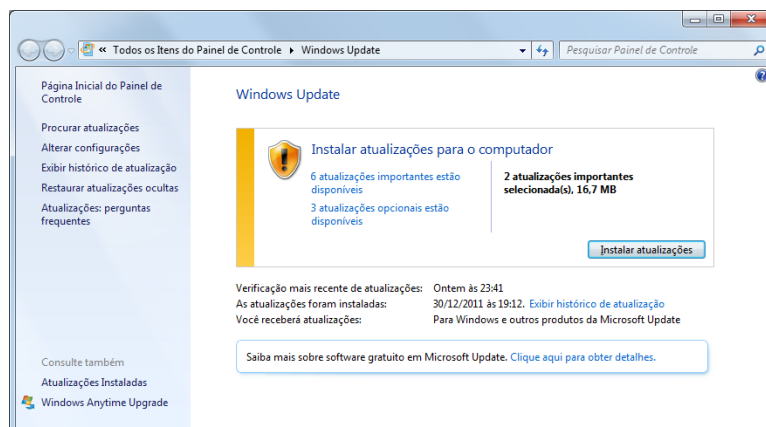 « Todos os Itens do Painel de Controle ▸ Windows Update
Pesquisar Painel de Controle
Página Inicial do Painel de
Controle
Procurar atualizações
Alterar configurações
Exibir histórico de atualização
Restaurar atualizações ocultas
Atualizações: perguntas
frequentes
Consulte também
Atualizações Instaladas
Windows Anytime Upgrade
Windows Update
Instalar atualizações para o computador
6 atualizações importantes estão
disponíveis
3 atualizações opcionais estão
disponíveis
2 atualizações importantes
selecionada(s), 16,7 MB
Instalar atualizações
Verificação mais recente de atualizações: Ontem às 23:41
As atualizações foram instaladas: 30/12/2011 às 19:12. Exibir histórico de atualização
Você receberá atualizações: Para Windows e outros produtos da Microsoft Update
Saiba mais sobre software gratuito em Microsoft Update. Clique aqui para obter detalhes.